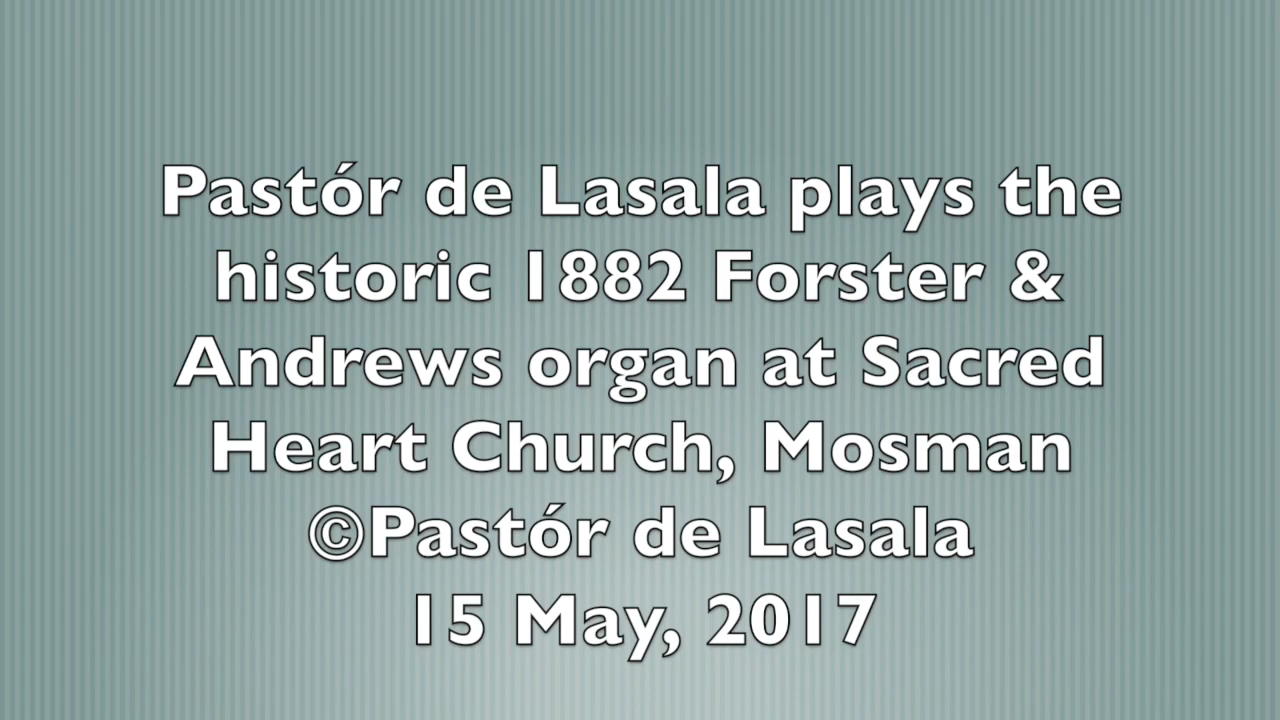 Pastór de Lasala plays the
historic 1882 Forster &
Andrews organ at Sacred
Heart Church, Mosman
©Pastór de Lasala
15 May, 2017